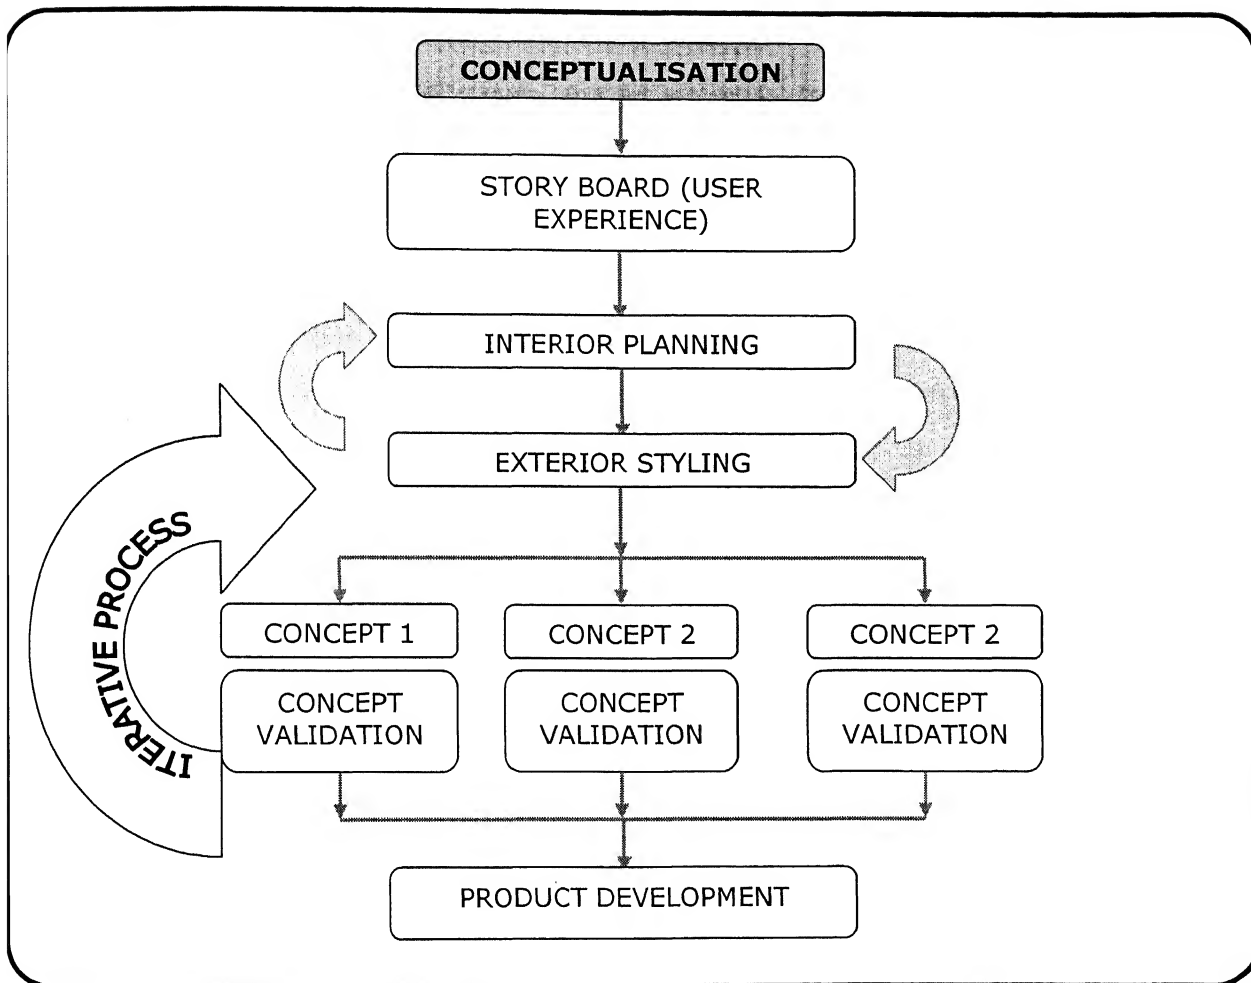 CONCEPTUALISATION
STORY BOARD (USER
EXPERIENCE)
INTERIOR PLANNING
EXTERIOR STYLING
ITERATIVE PROCESS
CONCEPT 1
CONCEPT 2
CONCEPT 2
CONCEPT
VALIDATION
CONCEPT
VALIDATION
CONCEPT
VALIDATION
PRODUCT DEVELOPMENT